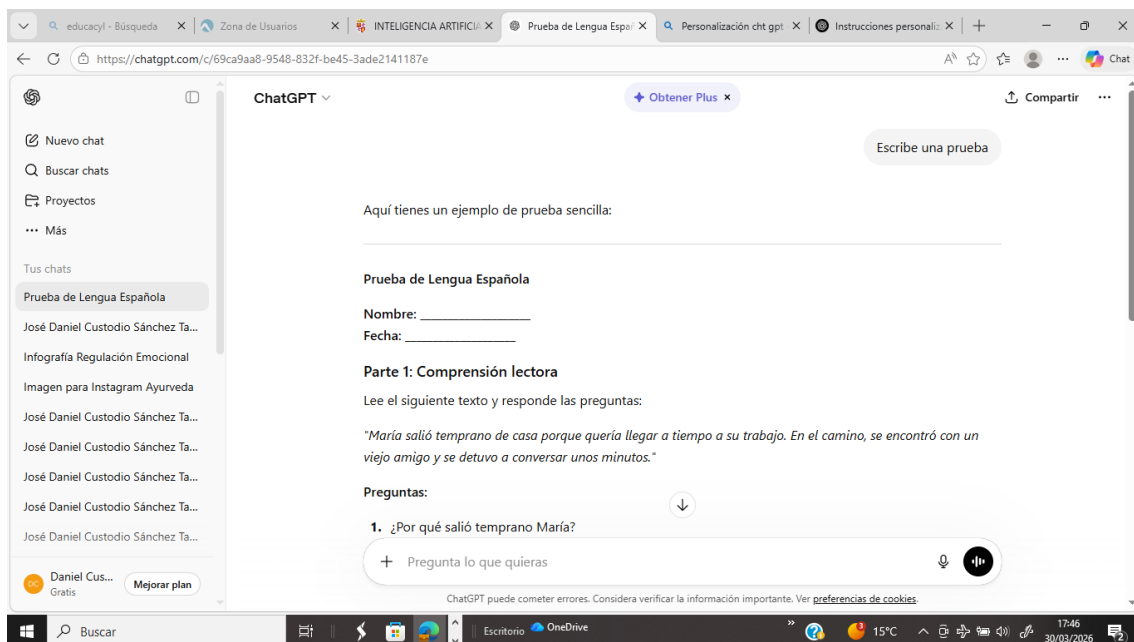 educacyl - Búsqueda
Zona de Usuarios
INTELIGENCIA ARTIFICIA
Prueba de Lengua Españ
Personalización cht gpt
Instrucciones personaliz
https://chatgpt.com/c/69ca9aa8-9548-832f-be45-3ade2141187e
Chat
ChatGPT
Obtener Plus ×
Compartir
Nuevo chat
Buscar chats
Proyectos
Más
Tus chats
Prueba de Lengua Española
José Daniel Custodio Sánchez Ta...
Infografía Regulación Emocional
Imagen para Instagram Ayurveda
José Daniel Custodio Sánchez Ta...
José Daniel Custodio Sánchez Ta...
José Daniel Custodio Sánchez Ta...
José Daniel Custodio Sánchez Ta...
José Daniel Custodio Sánchez Ta...
DC
Daniel Cus...
Gratis
Mejorar plan
Escribe una prueba
Aquí tienes un ejemplo de prueba sencilla:
Prueba de Lengua Española
Nombre: ___________________
Fecha: ___________________
Parte 1: Comprensión lectora
Lee el siguiente texto y responde las preguntas:
"María salió temprano de casa porque quería llegar a tiempo a su trabajo. En el camino, se encontró con un
viejo amigo y se detuvo a conversar unos minutos."
Preguntas:
1. ¿Por qué salió temprano María?
Pregunta lo que quieras
ChatGPT puede cometer errores. Considera verificar la información importante. Ver preferencias de cookies.
Buscar
Escritorio
OneDrive
15°C
17:46
30/03/2026